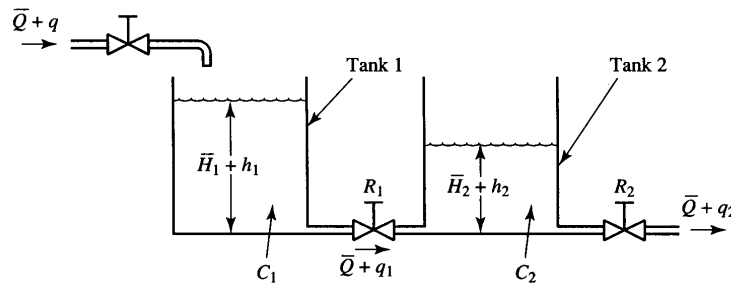 Q̅ + q
Tank 1
Tank 2
H̅₁ + h₁
H̅₂ + h₂
R₁
R₂
Q̅ + q₂
Q̅ + q₁
C₁
C₂